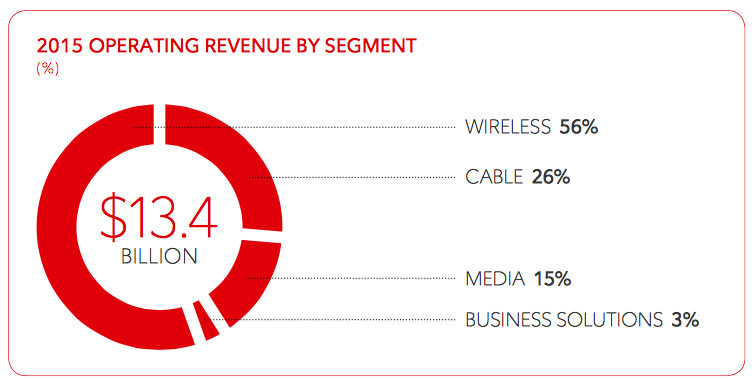 2015 OPERATING REVENUE BY SEGMENT
(%)
WIRELESS 56%
CABLE 26%
$13.4
BILLION
MEDIA 15%
BUSINESS SOLUTIONS 3%